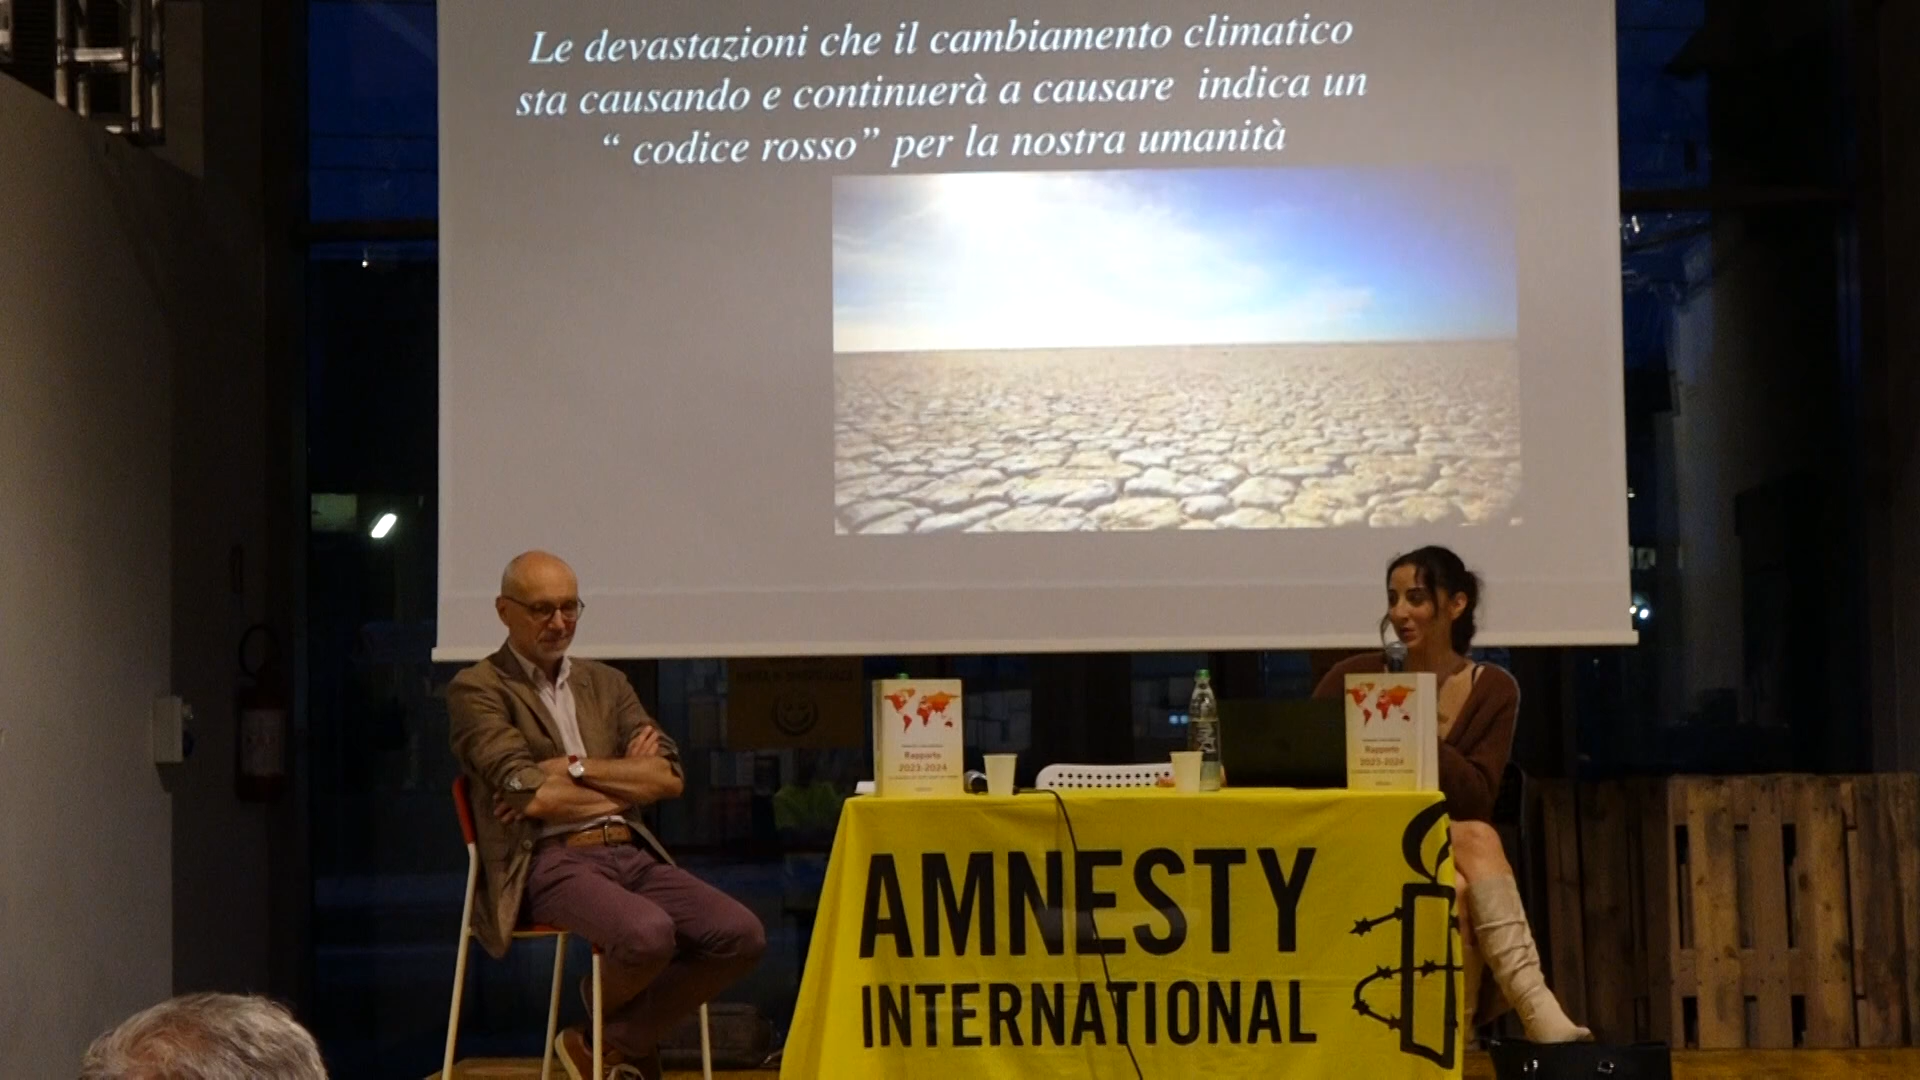 Le devastazioni che il cambiamento climatico
sta causando e continuerà a causare indica un
“ codice rosso” per la nostra umanità
Rapporto
2023-2024
Rapporto
2023-2024
AMNESTY
INTERNATIONAL